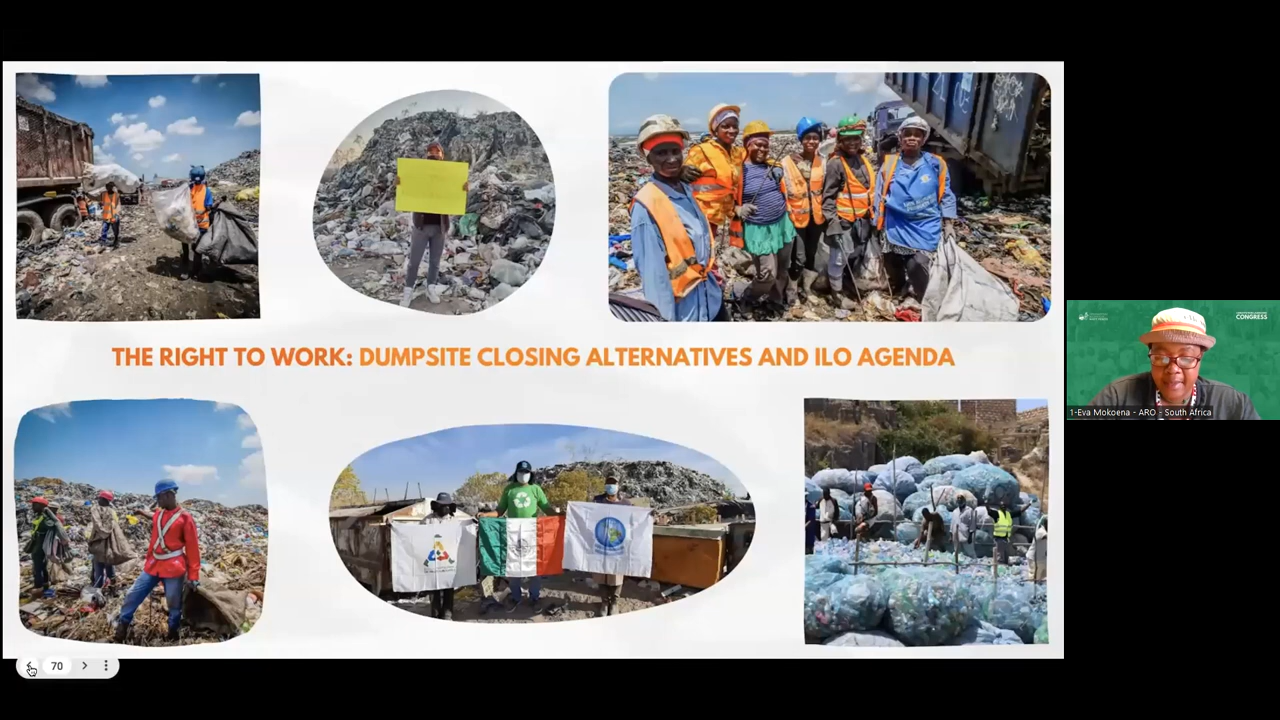 THE RIGHT TO WORK: DUMPSITE CLOSING ALTERNATIVES AND ILO AGENDA
CONGRESS
1-Eva Mokoena - ARO - South Africa
70